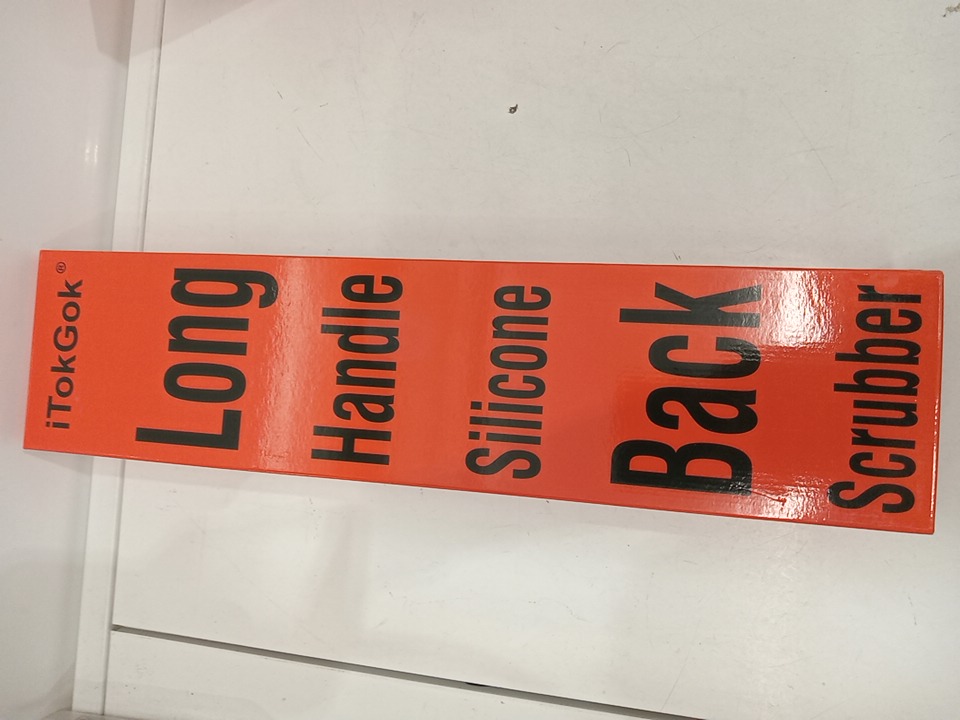 iTokGok®
Long
Handle
Silicone
Back
Scrubber